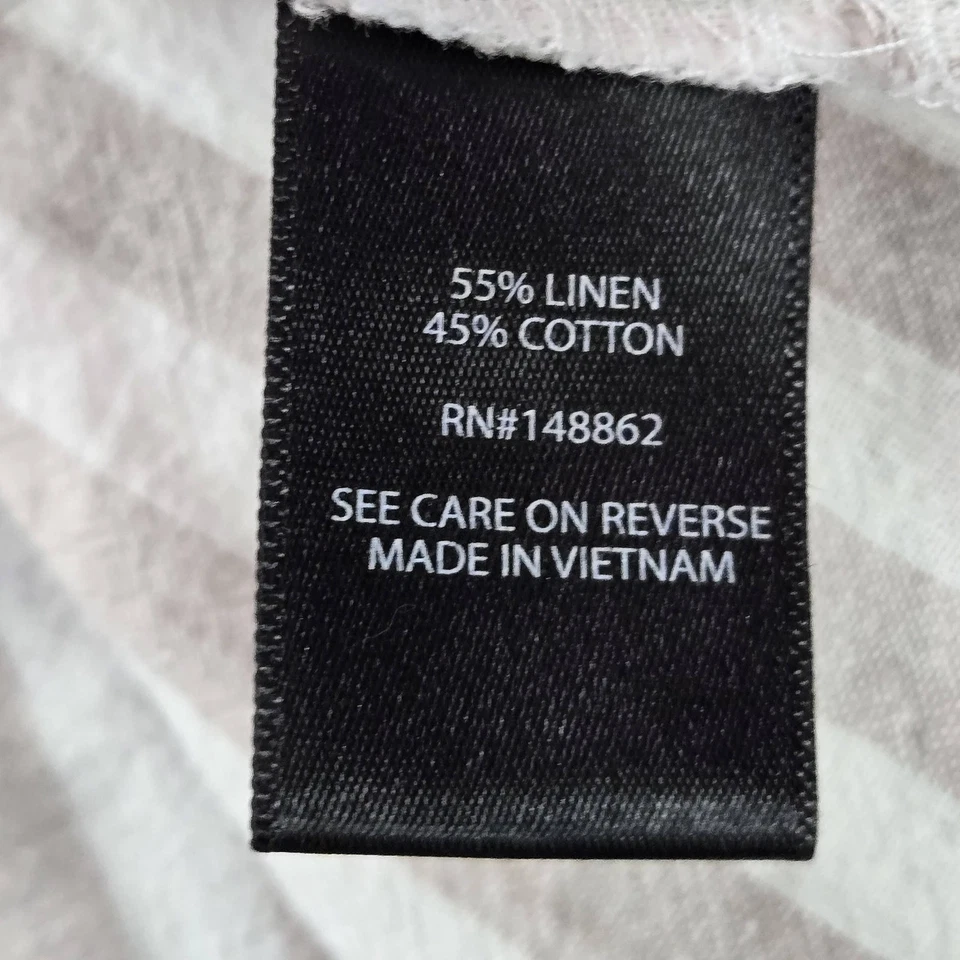 55% LINEN
45% COTTON
RN#148862
SEE CARE ON REVERSE
MADE IN VIETNAM